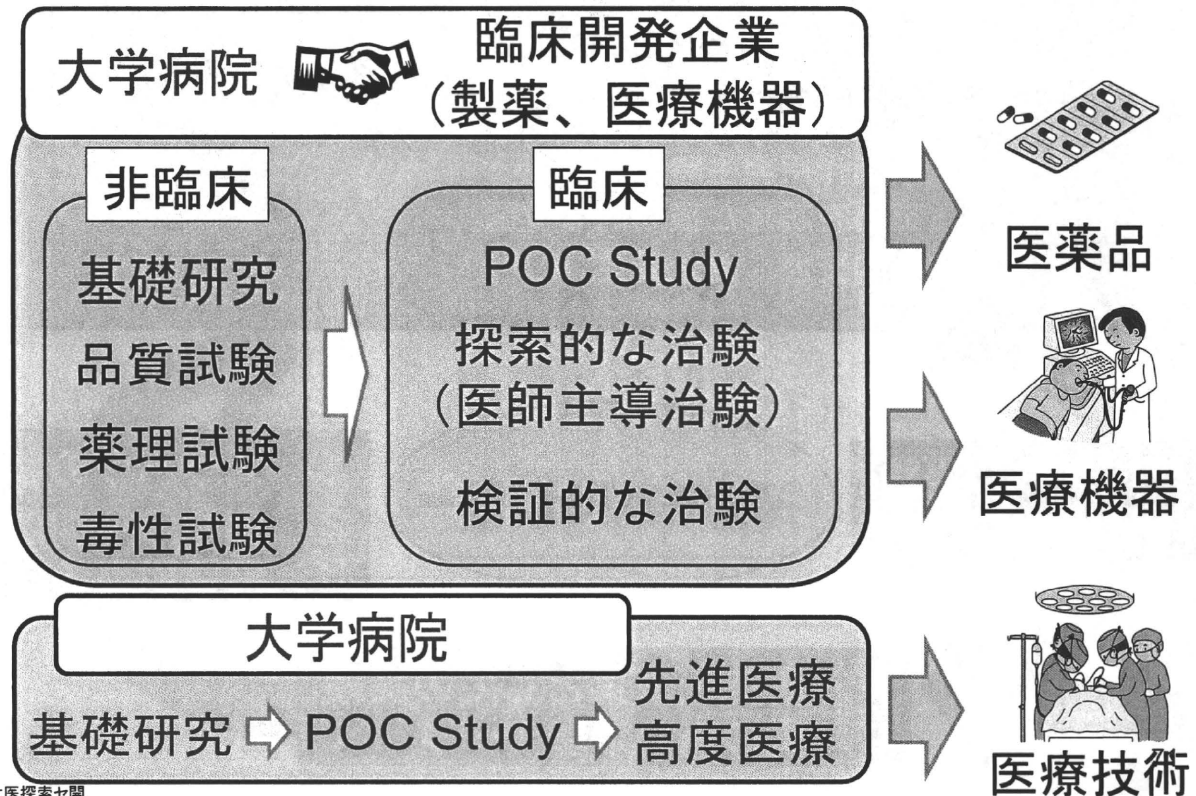 大学病院
臨床開発企業
（製薬、医療機器）
非臨床
基礎研究
品質試験
薬理試験
毒性試験
臨床
POC Study
探索的な治験
（医師主導治験）
検証的な治験
医薬品
医療機器
大学病院
基礎研究
POC Study
先進医療
高度医療
医療技術